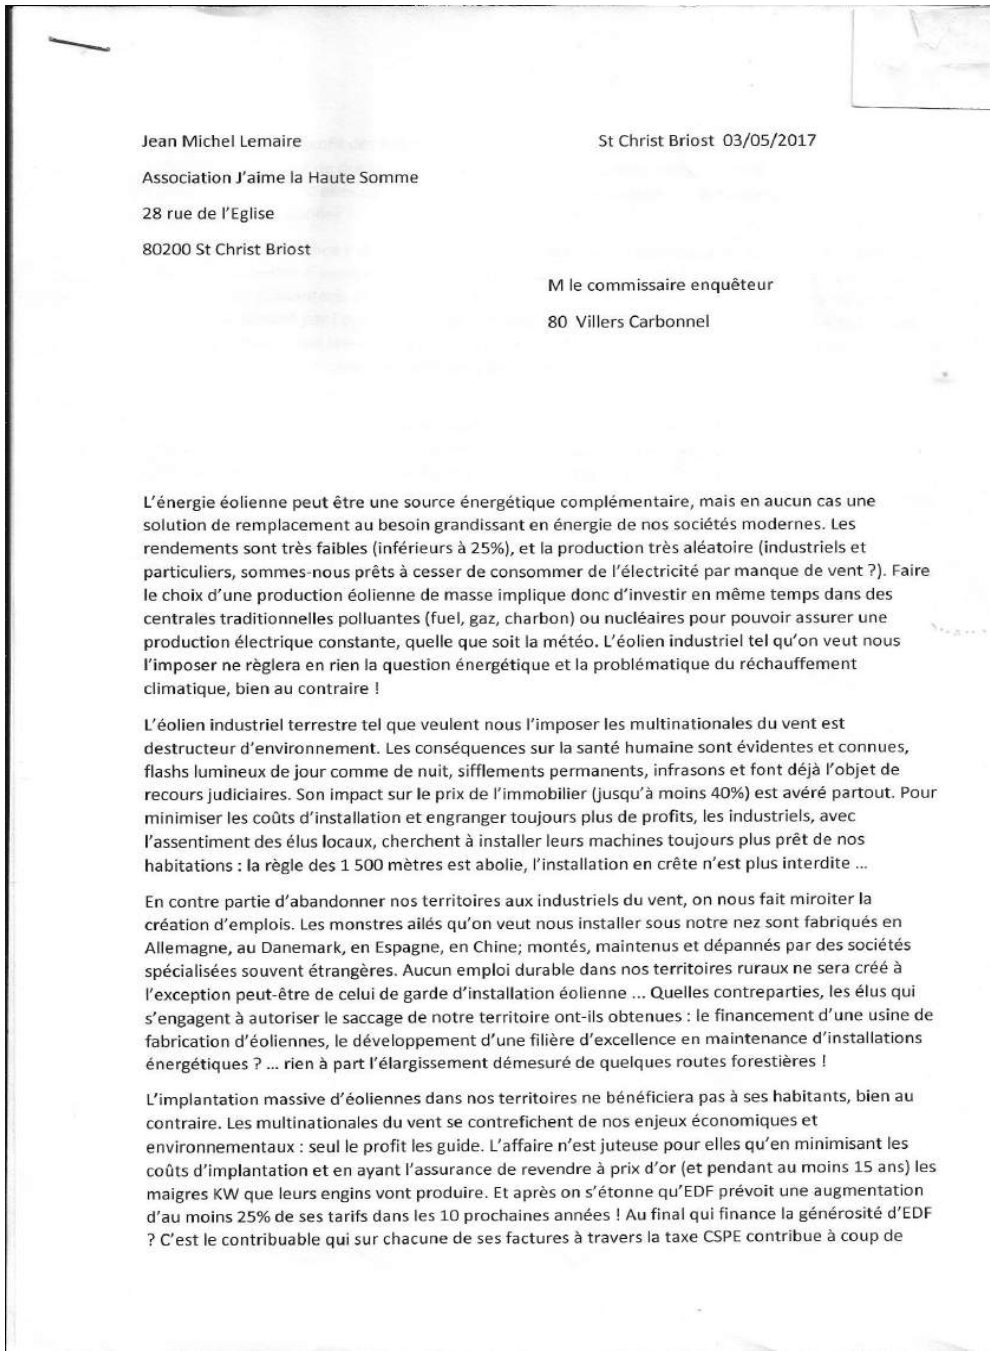 Jean Michel Lemaire
St Christ Briost 03/05/2017
Association J'aime la Haute Somme
28 rue de l'Eglise
80200 St Christ Briost
M le commissaire enquêteur
80 Villers Carbonnel
L'énergie éolienne peut être une source énergétique complémentaire, mais en aucun cas une
solution de remplacement au besoin grandissant en énergie de nos sociétés modernes. Les
rendements sont très faibles (inférieurs à 25%), et la production très aléatoire (industriels et
particuliers, sommes-nous prêts à cesser de consommer de l'électricité par manque de vent ?). Faire
le choix d'une production éolienne de masse implique donc d'investir en même temps dans des
centrales traditionnelles polluantes (fuel, gaz, charbon) ou nucléaires pour pouvoir assurer une
production électrique constante, quelle que soit la météo. L'éolien industriel tel qu'on veut nous
l'imposer ne règlera en rien la question énergétique et la problématique du réchauffement
climatique, bien au contraire !
L'éolien industriel terrestre tel que veulent nous l'imposer les multinationales du vent est
destructeur d'environnement. Les conséquences sur la santé humaine sont évidentes et connues,
flashs lumineux de jour comme de nuit, sifflements permanents, infrasons et font déjà l'objet de
recours judiciaires. Son impact sur le prix de l'immobilier (jusqu'à moins 40%) est avéré partout. Pour
minimiser les coûts d'installation et engranger toujours plus de profits, les industriels, avec
l'assentiment des élus locaux, cherchent à installer leurs machines toujours plus prêt de nos
habitations : la règle des 1 500 mètres est abolie, l'installation en crête n'est plus interdite ...
En contre partie d'abandonner nos territoires aux industriels du vent, on nous fait miroiter la
création d'emplois. Les monstres ailés qu'on veut nous installer sous notre nez sont fabriqués en
Allemagne, au Danemark, en Espagne, en Chine; montés, maintenus et dépannés par des sociétés
spécialisées souvent étrangères. Aucun emploi durable dans nos territoires ruraux ne sera créé à
l'exception peut-être de celui de garde d'installation éolienne ... Quelles contreparties, les élus qui
s'engagent à autoriser le saccage de notre territoire ont-ils obtenues : le financement d'une usine de
fabrication d'éoliennes, le développement d'une filière d'excellence en maintenance d'installations
énergétiques ? ... rien à part l'élargissement démesuré de quelques routes forestières !
L'implantation massive d'éoliennes dans nos territoires ne bénéficiera pas à ses habitants, bien au
contraire. Les multinationales du vent se contrefichent de nos enjeux économiques et
environnementaux : seul le profit les guide. L'affaire n'est juteuse pour elles qu'en minimisant les
coûts d'implantation et en ayant l'assurance de revendre à prix d'or (et pendant au moins 15 ans) les
maigres KW que leurs engins vont produire. Et après on s'étonne qu'EDF prévoit une augmentation
d'au moins 25% de ses tarifs dans les 10 prochaines années ! Au final qui finance la générosité d'EDF
? C'est le contribuable qui sur chacune de ses factures à travers la taxe CSPE contribue à coup de